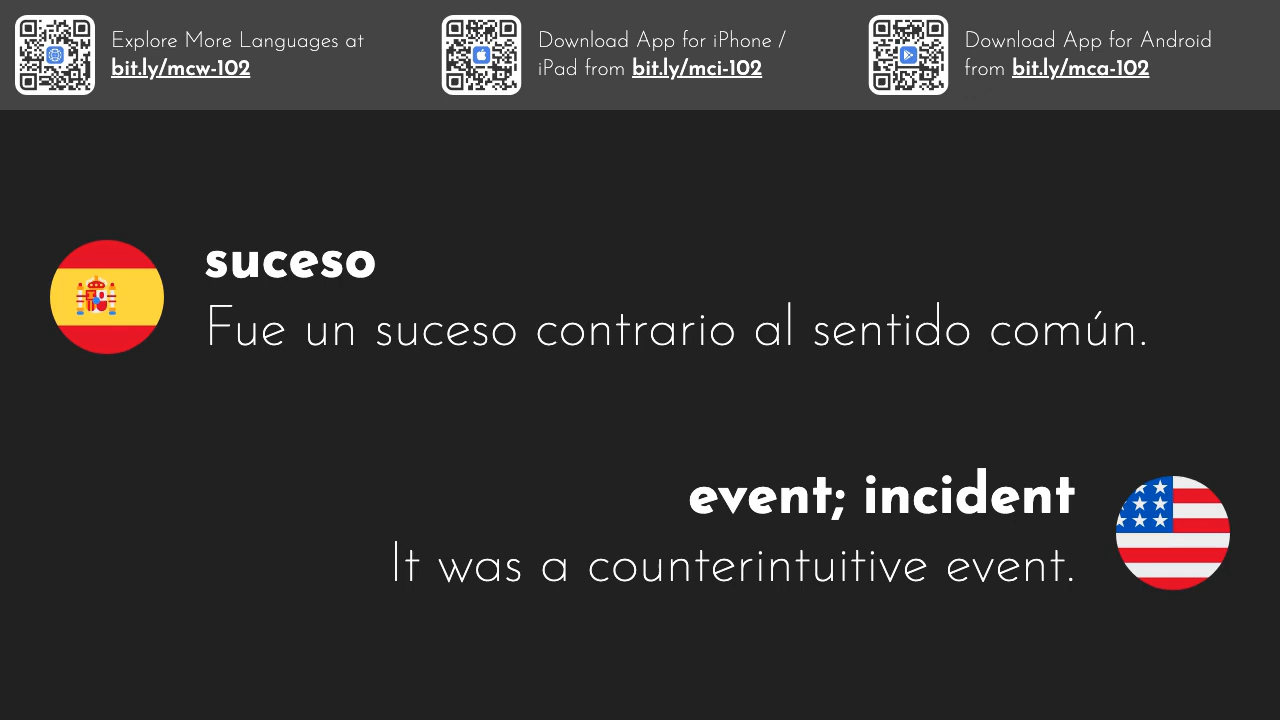 Explore More Languages at
bit.ly/mcw-102
Download App for iPhone /
iPad from bit.ly/mci-102
Download App for Android
from bit.ly/mca-102
suceso
Fue un suceso contrario al sentido común.
event; incident
It was a counterintuitive event.